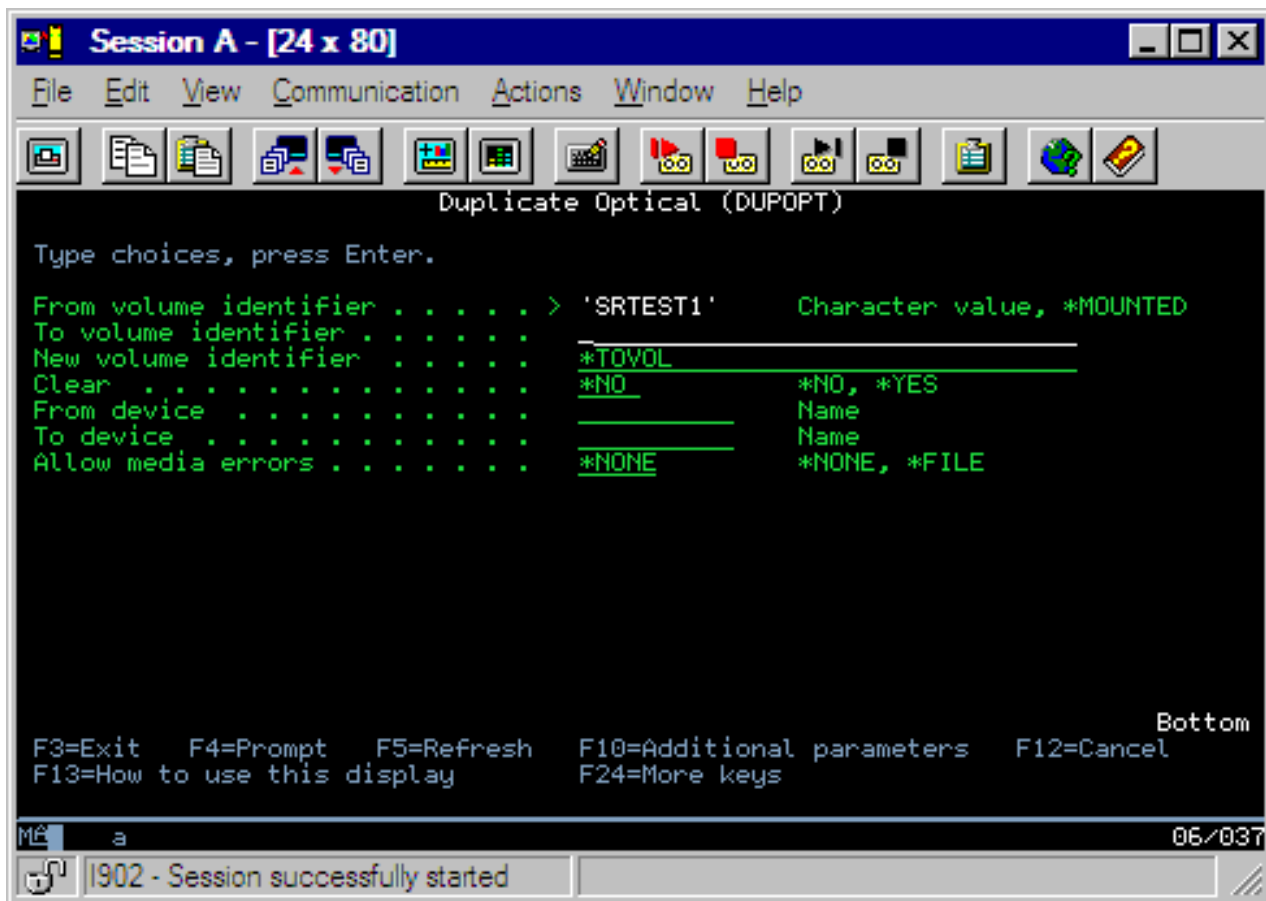 Session A - [24 x 80]
File Edit View Communication Actions Window Help
Duplicate Optical (DUPOPT)
Type choices, press Enter.
From volume identifier . . . . . > 'SRTEST1' Character value, *MOUNTED
To volume identifier . . . . . .
New volume identifier . . . . . *TOVOL
Clear . . . . . . . . . . . . . *NO *NO, *YES
From device . . . . . . . . . . Name
To device . . . . . . . . . . . Name
Allow media errors . . . . . . . *NONE *NONE, *FILE
Bottom
F3=Exit F4=Prompt F5=Refresh F10=Additional parameters F12=Cancel
F13=How to use this display F24=More keys
a 06/037
I902 - Session successfully started